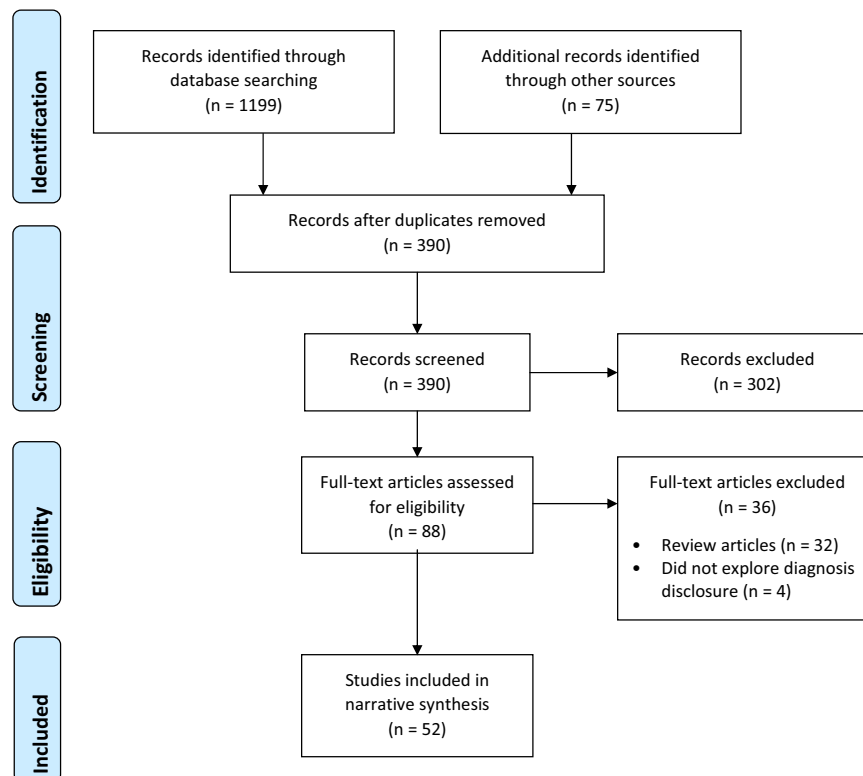 Identification
Records identified through
database searching
(n = 1199)
Additional records identified
through other sources
(n = 75)
Records after duplicates removed
(n = 390)
Screening
Records screened
(n = 390)
Records excluded
(n = 302)
Eligibility
Full-text articles assessed
for eligibility
(n = 88)
Full-text articles excluded
(n = 36)
• Review articles (n = 32)
• Did not explore diagnosis
disclosure (n = 4)
Included
Studies included in
narrative synthesis
(n = 52)